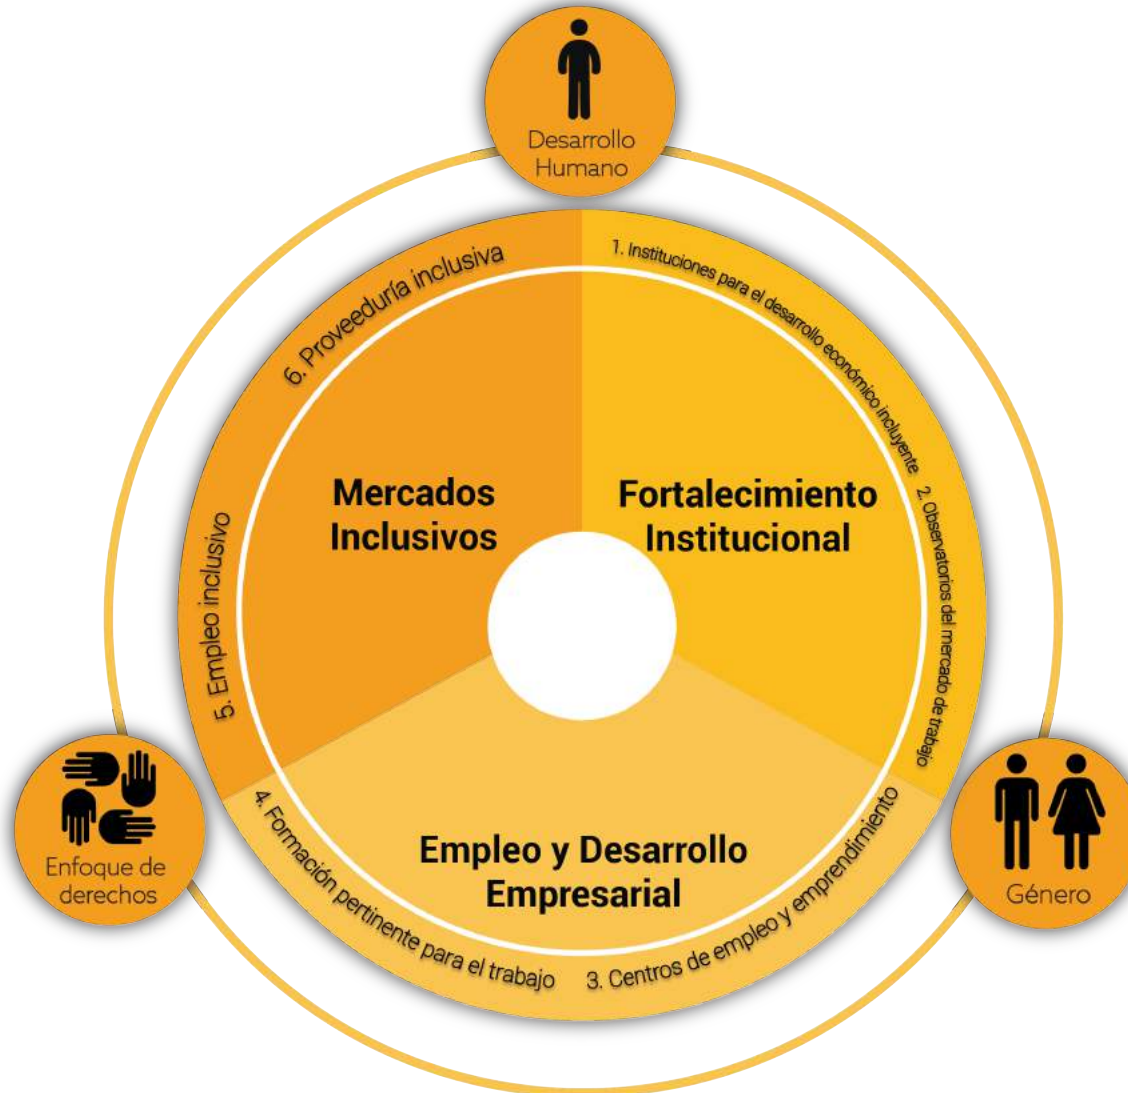 Desarrollo
Humano
1. Instituciones para el desarrollo económico incluyente
2. Observatorios del mercado de trabajo
3. Centros de empleo y emprendimiento
4. Formación pertinente para el trabajo
5. Empleo inclusivo
6. Proveeduría inclusiva
Mercados
Inclusivos
Fortalecimiento
Institucional
Empleo y Desarrollo
Empresarial
Enfoque de
derechos
Género